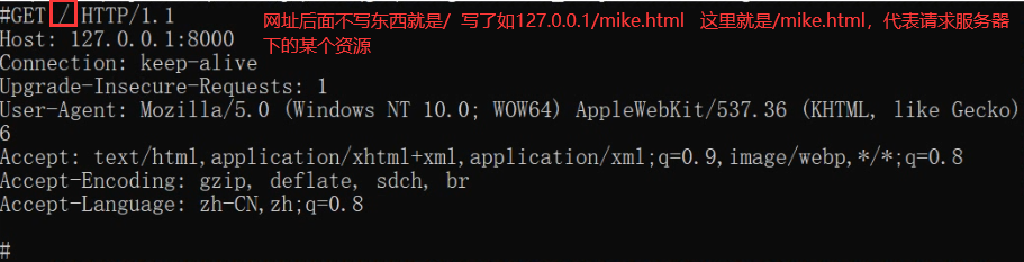 #GET / HTTP/1.1
网址后面不写东西就是/ 写了如127.0.0.1/mike.html 这里就是/mike.html，代表请求服务器
下的某个资源
Host: 127.0.0.1:8000
Connection: keep-alive
Upgrade-Insecure-Requests: 1
User-Agent: Mozilla/5.0 (Windows NT 10.0; WOW64) AppleWebKit/537.36 (KHTML, like Gecko)
6
Accept: text/html,application/xhtml+xml,application/xml;q=0.9,image/webp,*/*;q=0.8
Accept-Encoding: gzip, deflate, sdch, br
Accept-Language: zh-CN,zh;q=0.8
#